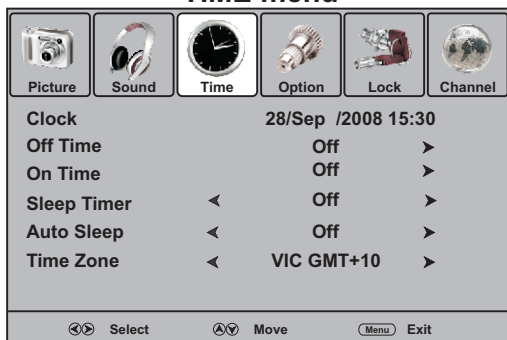 Picture Sound Time Option Lock Channel
Clock 28/Sep /2008 15:30
Off Time Off
On Time Off
Sleep Timer Off
Auto Sleep Off
Time Zone VIC GMT+10
Select Move Menu Exit